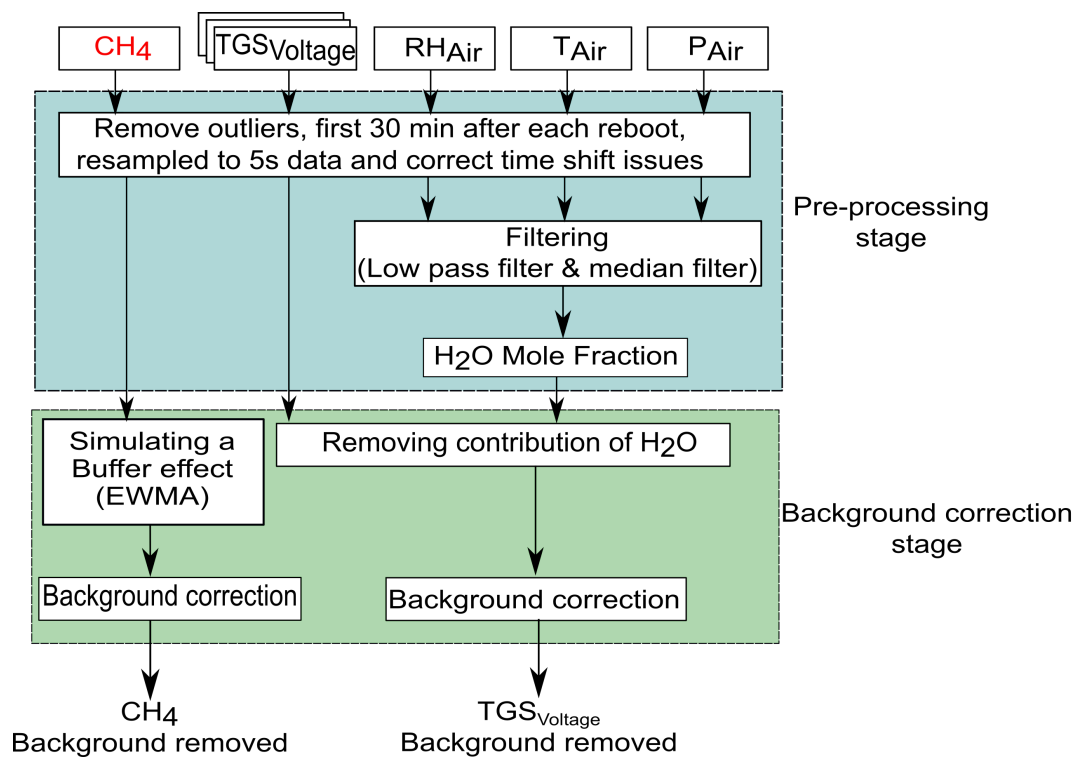 CH4
TGSVoltage
RHAir
TAir
PAir
Remove outliers, first 30 min after each reboot,
resampled to 5s data and correct time shift issues
Pre-processing
stage
Filtering
(Low pass filter & median filter)
H2O Mole Fraction
Simulating a
Buffer effect
(EWMA)
Removing contribution of H2O
Background correction
stage
Background correction
Background correction
CH4
Background removed
TGSVoltage
Background removed